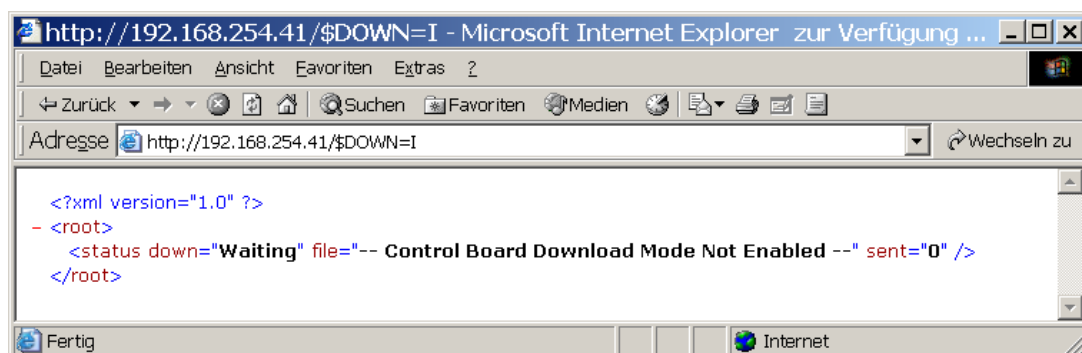 http://192.168.254.41/$DOWN=I - Microsoft Internet Explorer zur Verfügung ...
Datei Bearbeiten Ansicht Favoriten Extras ?
Zurück Suchen Favoriten Medien
Adresse http://192.168.254.41/$DOWN=I Wechseln zu
<?xml version="1.0" ?>
- <root>
<status down="Waiting" file="-- Control Board Download Mode Not Enabled --" sent="0" />
</root>
Fertig Internet